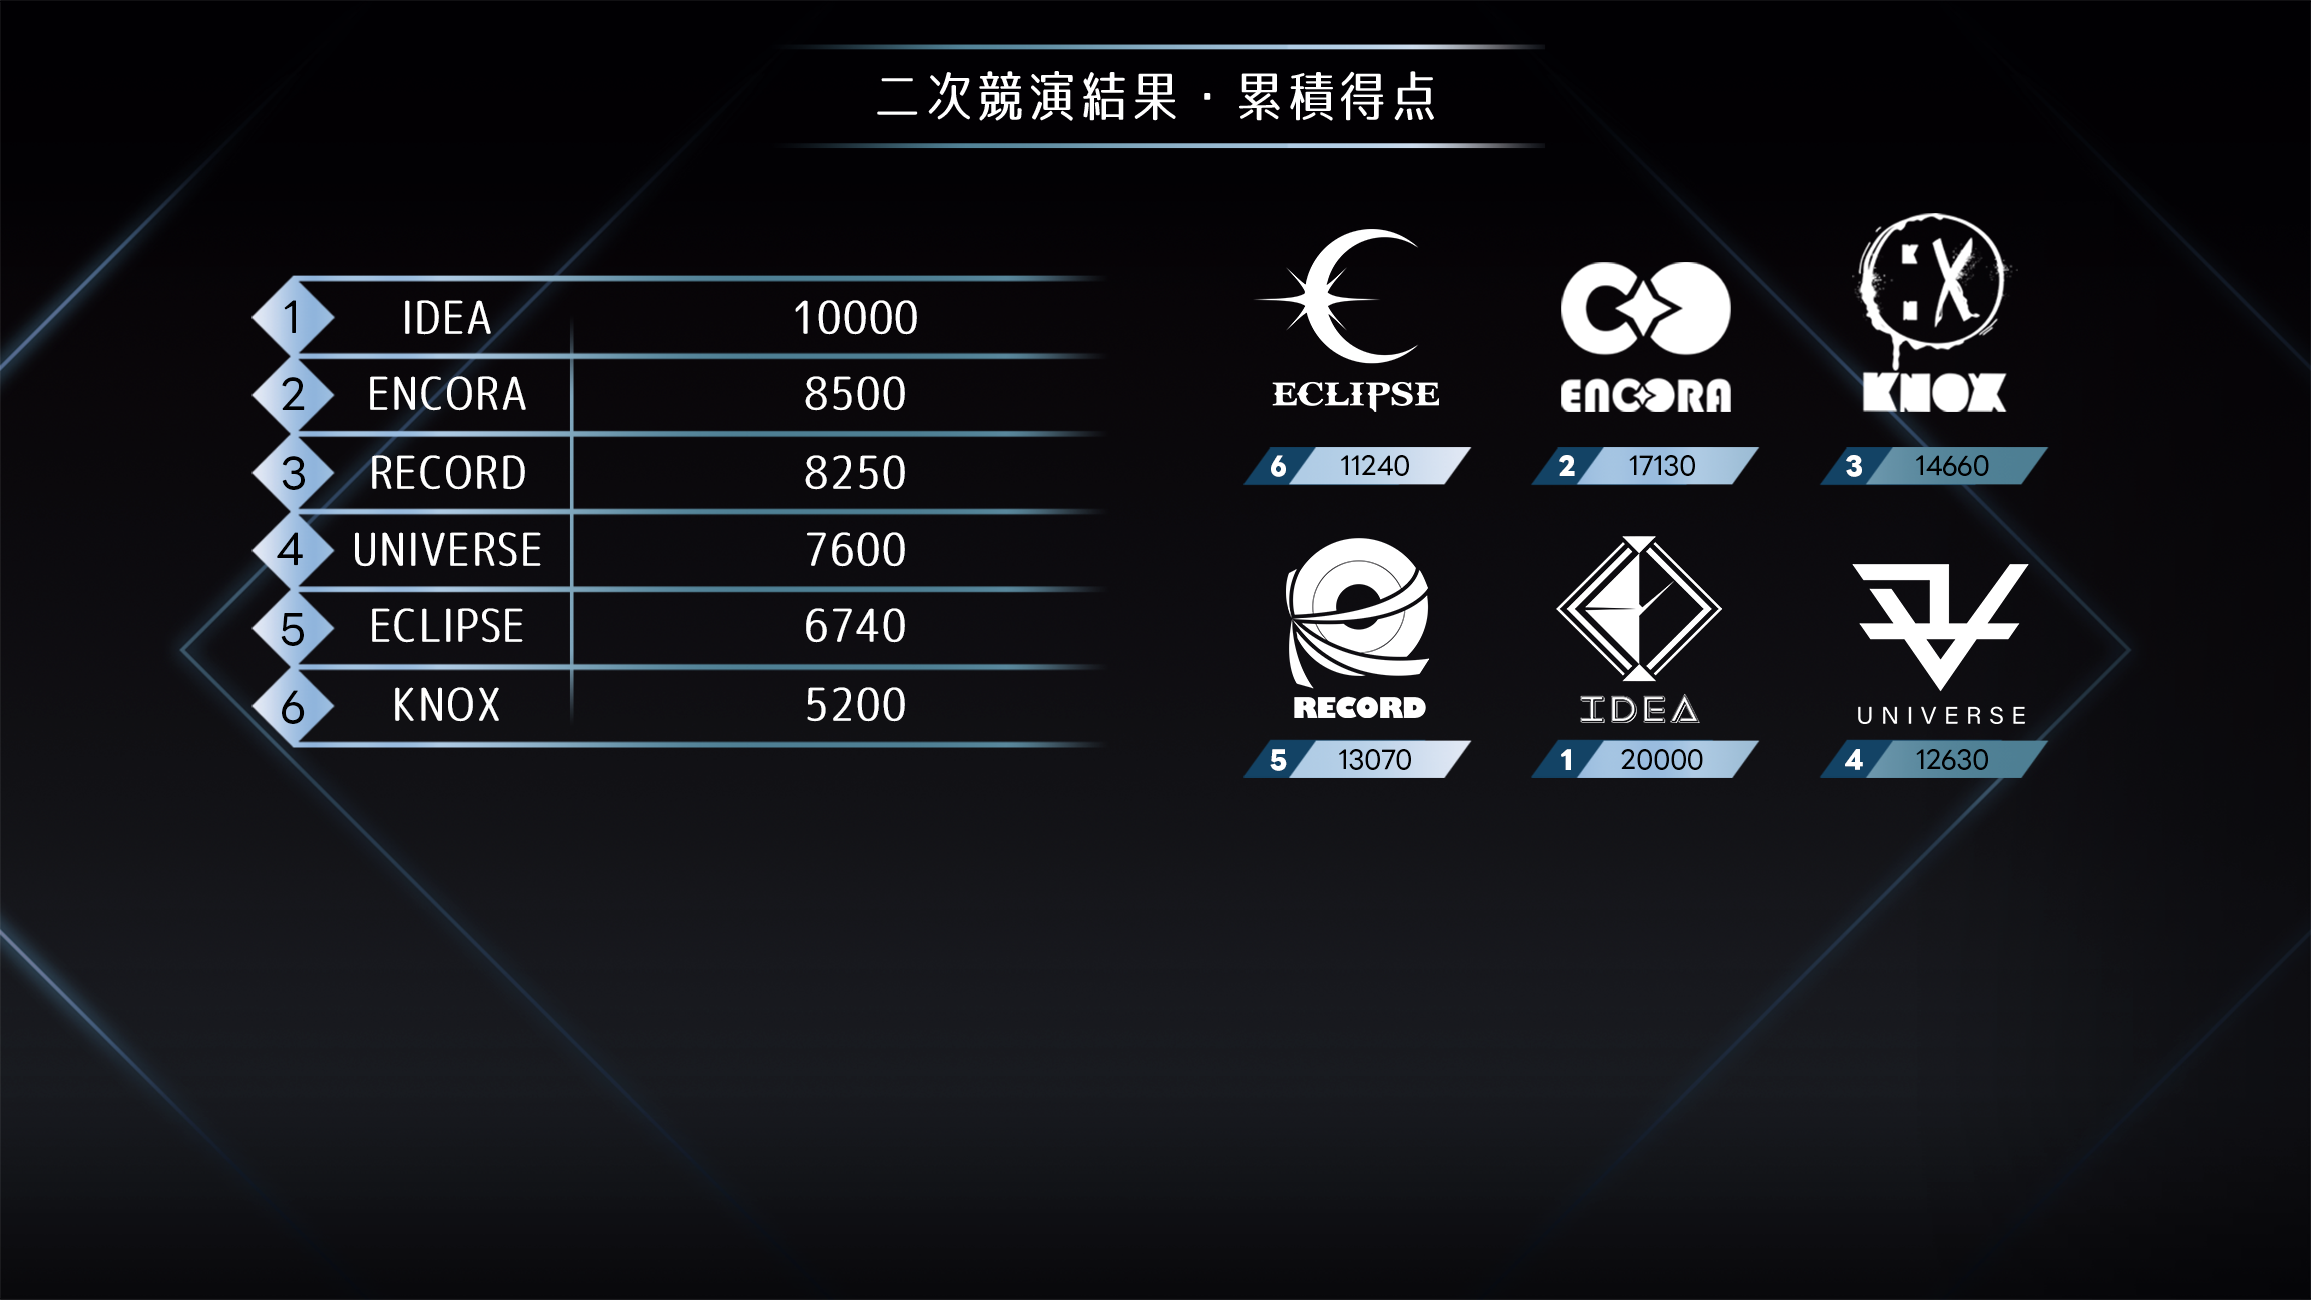 二次競演結果・累積得点
1 IDEA 10000
2 ENCORA 8500
3 RECORD 8250
4 UNIVERSE 7600
5 ECLIPSE 6740
6 KNOX 5200
ECLIPSE
6 11240
ENCORA
2 17130
KNOX
3 14660
RECORD
5 13070
IDEA
1 20000
UNIVERSE
4 12630